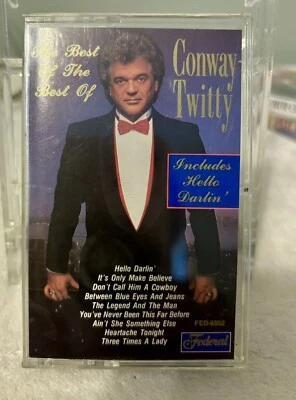 The Best
Of The
Best Of
Conway
Twitty
Includes
Hello
Darlin'
Hello Darlin'
It's Only Make Believe
Don't Call Him A Cowboy
Between Blue Eyes And Jeans
The Legend And The Man
You've Never Been This Far Before
Ain't She Something Else
Heartache Tonight
Three Times A Lady
Federal